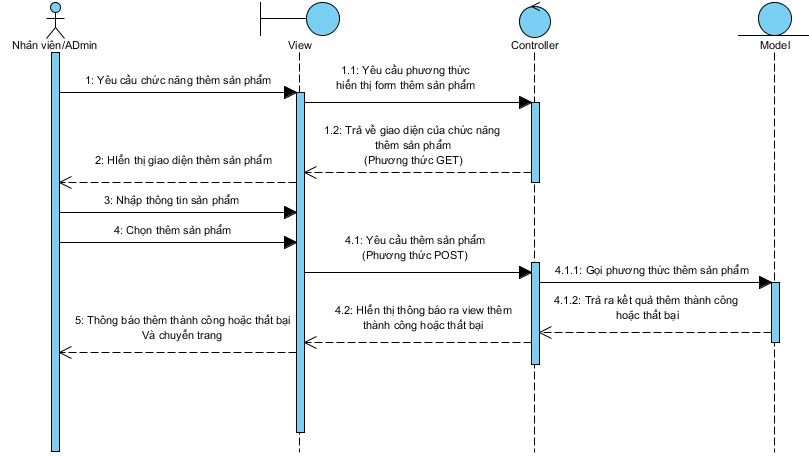 Nhân viên/ADmin
View
Controller
Model
1: Yêu cầu chức năng thêm sản phẩm
1.1: Yêu cầu phương thức
hiển thị form thêm sản phẩm
1.2: Trả về giao diện của chức năng
thêm sản phẩm
(Phương thức GET)
2: HIển thị giao diện thêm sản phẩm
3: Nhập thông tin sản phẩm
4: Chọn thêm sản phẩm
4.1: Yêu cầu thêm sản phẩm
(Phương thức POST)
4.1.1: Gọi phương thức thêm sản phẩm
4.1.2: Trả ra kết quả thêm thành công
hoặc thất bại
4.2: HIển thị thông báo ra view thêm
thành công hoặc thất bại
5: Thông báo thêm thành công hoặc thất bại
Và chuyển trang